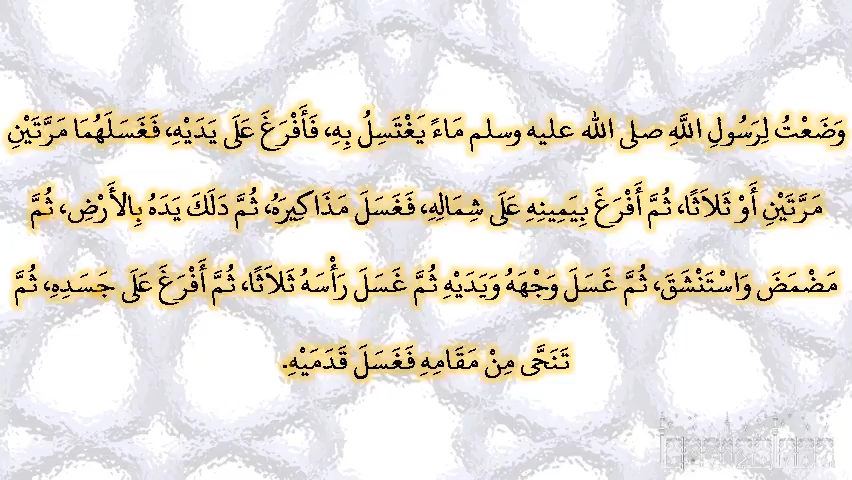 وَضَعْتُ لِرَسُولِ اللَّهِ صلى الله عليه وسلم مَاءً يَغْتَسِلُ بِهِ، فَأَفْرَغَ عَلَى يَدَيْهِ، فَغَسَلَهُمَا مَرَّتَيْنِ
مَرَّتَيْنِ أَوْ ثَلاَثًا، ثُمَّ أَفْرَغَ بِيَمِينِهِ عَلَى شِمَالِهِ، فَغَسَلَ مَذَاكِيرَهُ، ثُمَّ دَلَكَ يَدَهُ بِالأَرْضِ، ثُمَّ
مَضْمَضَ وَاسْتَنْشَقَ، ثُمَّ غَسَلَ وَجْهَهُ وَيَدَيْهِ ثُمَّ غَسَلَ رَأْسَهُ ثَلاَثًا، ثُمَّ أَفْرَغَ عَلَى جَسَدِهِ، ثُمَّ
تَنَحَّى مِنْ مَقَامِهِ فَغَسَلَ قَدَمَيْهِ.